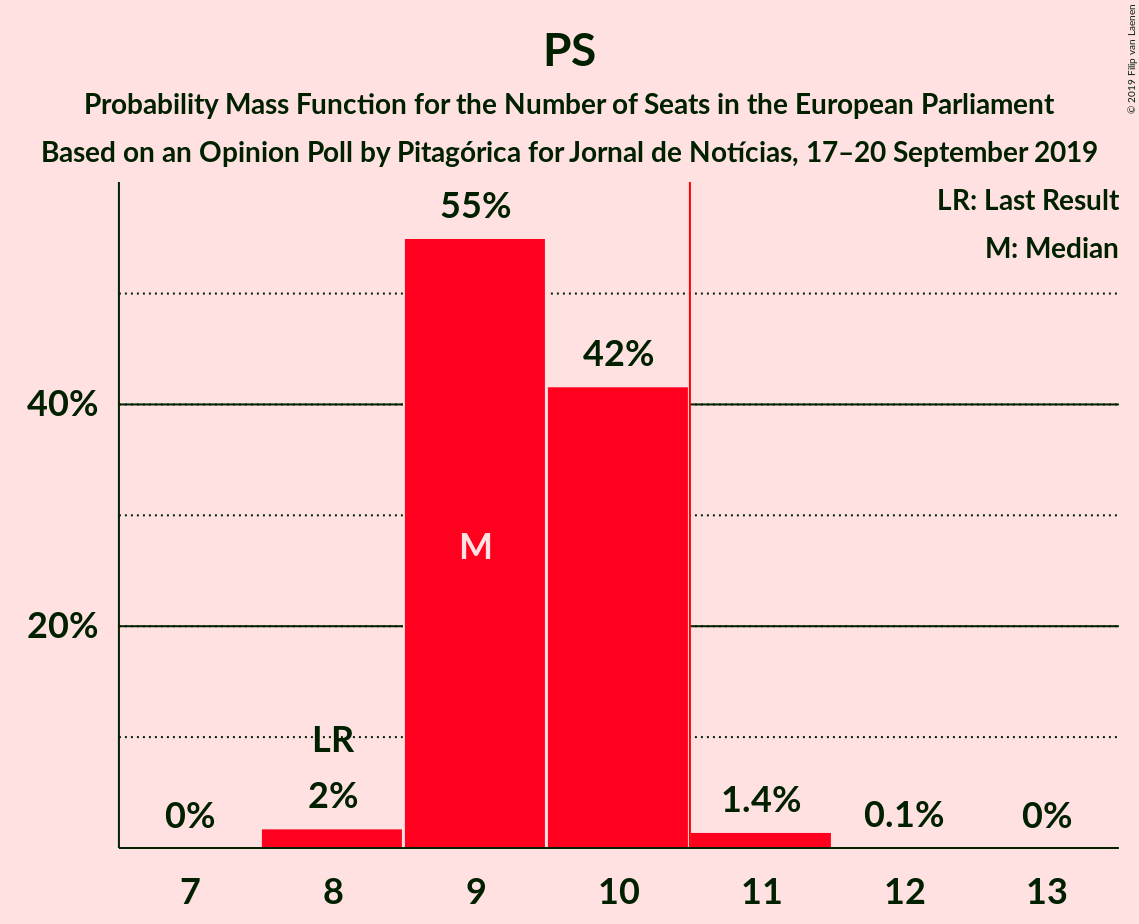 PS
Probability Mass Function for the Number of Seats in the European Parliament
Based on an Opinion Poll by Pitagórica for Jornal de Notícias, 17–20 September 2019
© 2019 Filip van Laenen
LR: Last Result
M: Median
55%
42%
40%
M
20%
LR
0%
2%
1.4%
0.1%
0%
7
8
9
10
11
12
13